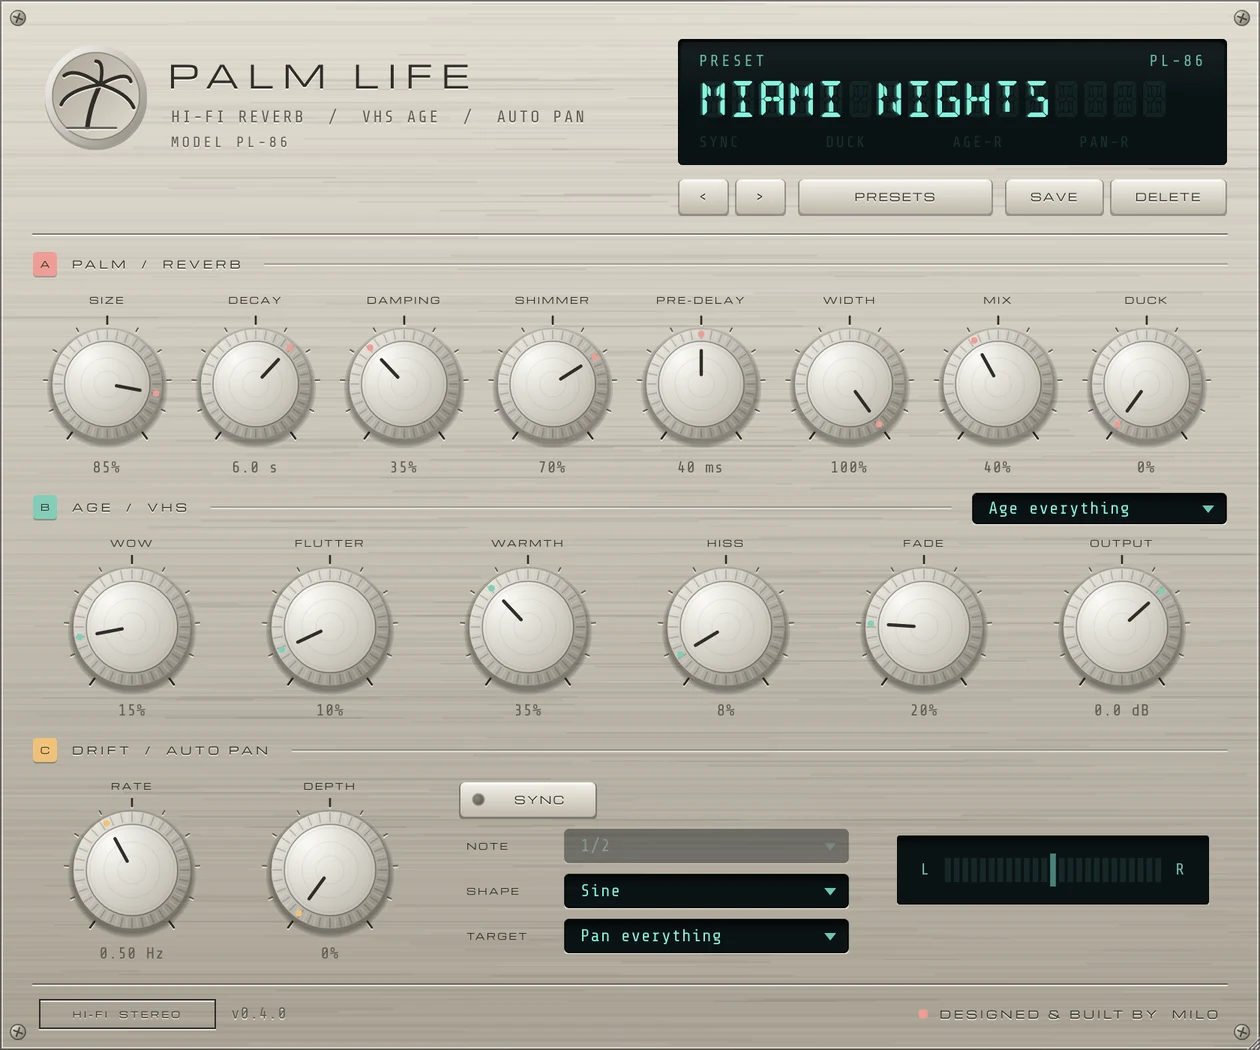 PALM LIFE
HI-FI REVERB / VHS AGE / AUTO PAN
MODEL PL-86
PRESET PL-86
MIAMI NIGHTS
SYNC DUCK AGE-R PAN-R
< > PRESETS SAVE DELETE
A PALM / REVERB
SIZE DECAY DAMPING SHIMMER PRE-DELAY WIDTH MIX DUCK
85% 6.0 s 35% 70% 40 ms 100% 40% 0%
B AGE / VHS Age everything
WOW FLUTTER WARMTH HISS FADE OUTPUT
15% 10% 35% 8% 20% 0.0 dB
C DRIFT / AUTO PAN
RATE DEPTH
0.50 Hz 0%
SYNC
NOTE 1/2
SHAPE Sine
TARGET Pan everything
L R
HI-FI STEREO v0.4.0
DESIGNED & BUILT BY MILO